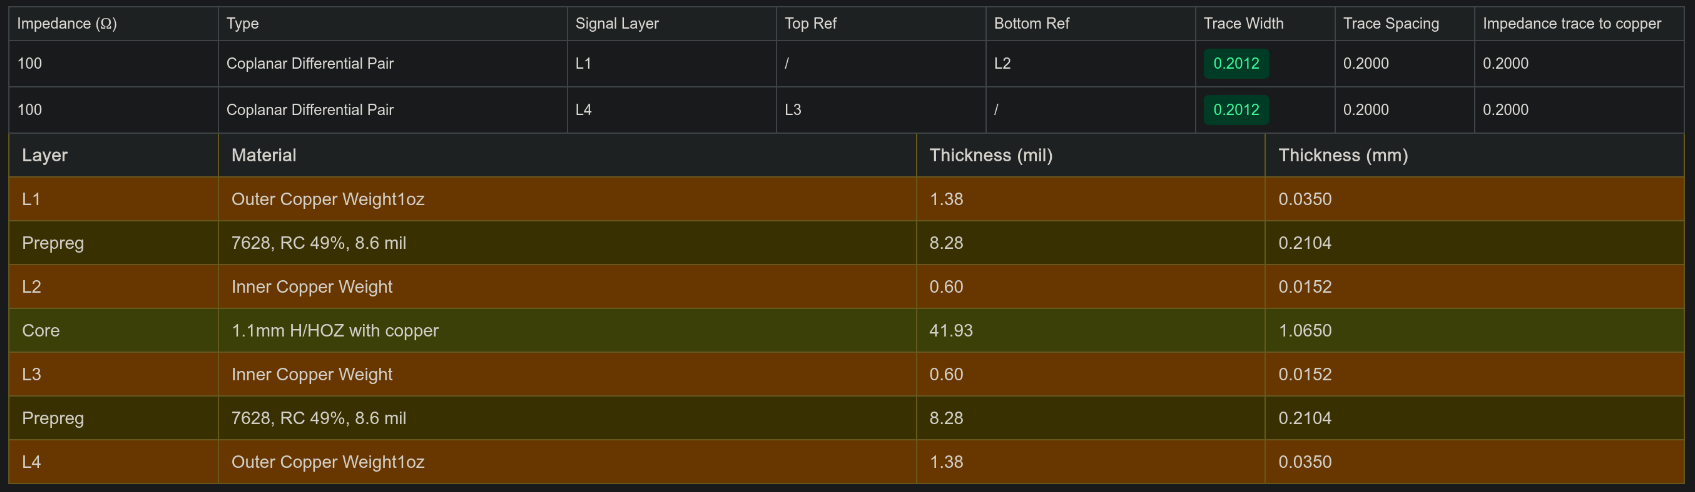 Impedance (Ω) Type Signal Layer Top Ref Bottom Ref Trace Width Trace Spacing Impedance trace to copper
100 Coplanar Differential Pair L1 / L2 0.2012 0.2000 0.2000
100 Coplanar Differential Pair L4 L3 / 0.2012 0.2000 0.2000
Layer Material Thickness (mil) Thickness (mm)
L1 Outer Copper Weight1oz 1.38 0.0350
Prepreg 7628, RC 49%, 8.6 mil 8.28 0.2104
L2 Inner Copper Weight 0.60 0.0152
Core 1.1mm H/HOZ with copper 41.93 1.0650
L3 Inner Copper Weight 0.60 0.0152
Prepreg 7628, RC 49%, 8.6 mil 8.28 0.2104
L4 Outer Copper Weight1oz 1.38 0.0350